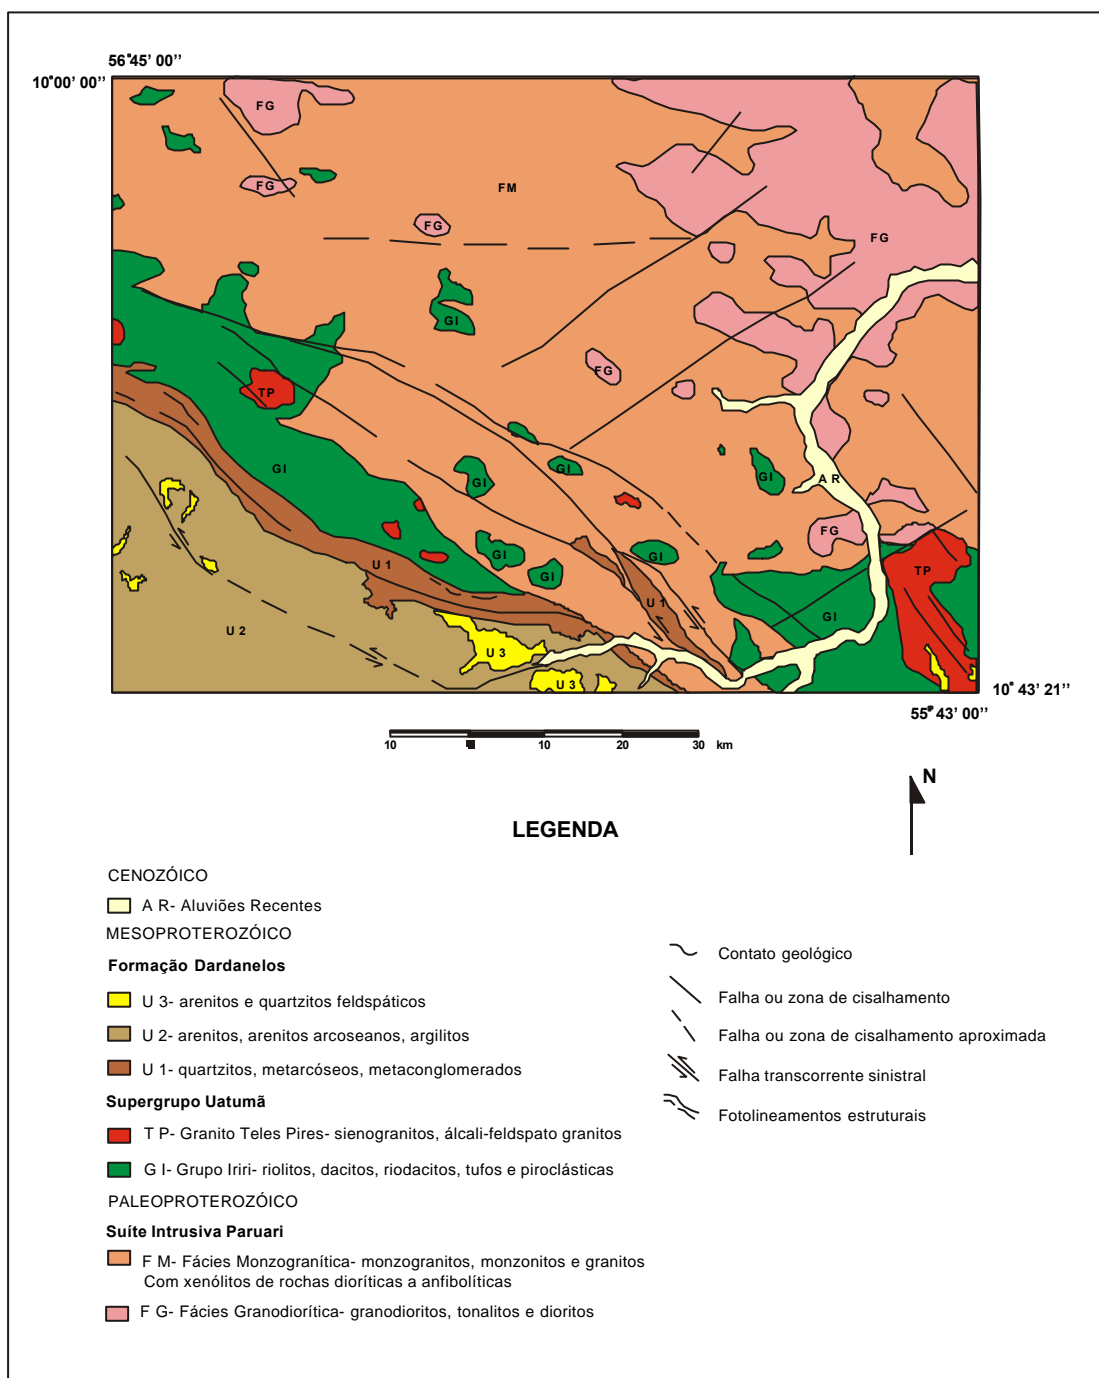 56°45' 00''
10°00' 00''
FG
FG
FM
FG
FG
GI
FG
TP
GI
GI
GI
GI
A R
FG
GI
GI
GI
U 1
TP
U 1
GI
U 2
U 3
U 3
10° 43' 21''
55° 43' 00''
10
10
20
30
km
N
LEGENDA
CENOZÓICO
A R- Aluviões Recentes
MESOPROTEROZÓICO
Formação Dardanelos
U 3- arenitos e quartzitos feldspáticos
U 2- arenitos, arenitos arcoseanos, argilitos
U 1- quartzitos, metarcóseos, metaconglomerados
Supergrupo Uatumã
T P- Granito Teles Pires- sienogranitos, álcali-feldspato granitos
G I- Grupo Iriri- riolitos, dacitos, riodacitos, tufos e piroclásticas
PALEOPROTEROZÓICO
Suíte Intrusiva Paruari
F M- Fácies Monzogranítica- monzogranitos, monzonitos e granitos
Com xenólitos de rochas dioríticas a anfibolíticas
F G- Fácies Granodiorítica- granodioritos, tonalitos e dioritos
Contato geológico
Falha ou zona de cisalhamento
Falha ou zona de cisalhamento aproximada
Falha transcorrente sinistral
Fotolineamentos estruturais